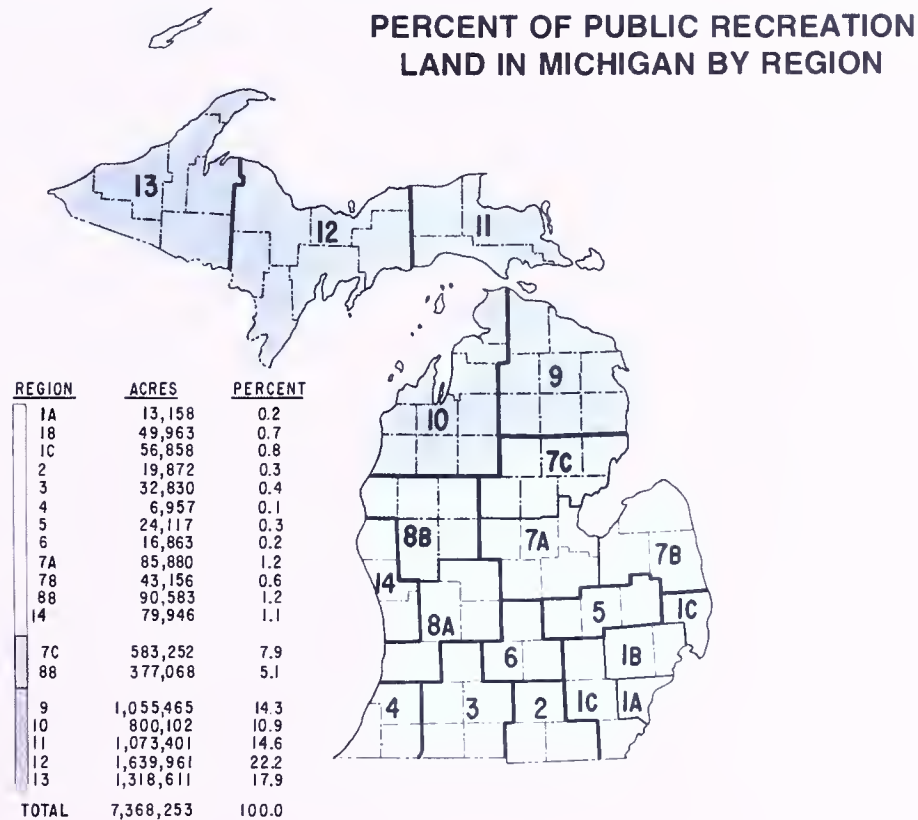 PERCENT OF PUBLIC RECREATION
LAND IN MICHIGAN BY REGION
13
12
11
9
10
7C
8B
7A
7B
14
8A
5
1C
6
1B
4
3
2
1C
1A
REGION ACRES PERCENT
1A 13,158 0.2
18 49,963 0.7
1C 56,858 0.8
2 19,872 0.3
3 32,830 0.4
4 6,957 0.1
5 24,117 0.3
6 16,863 0.2
7A 85,880 1.2
78 43,156 0.6
88 90,583 1.2
14 79,946 1.1
7C 583,252 7.9
88 377,068 5.1
9 1,055,465 14.3
10 800,102 10.9
11 1,073,401 14.6
12 1,639,961 22.2
13 1,318,611 17.9
TOTAL 7,368,253 100.0